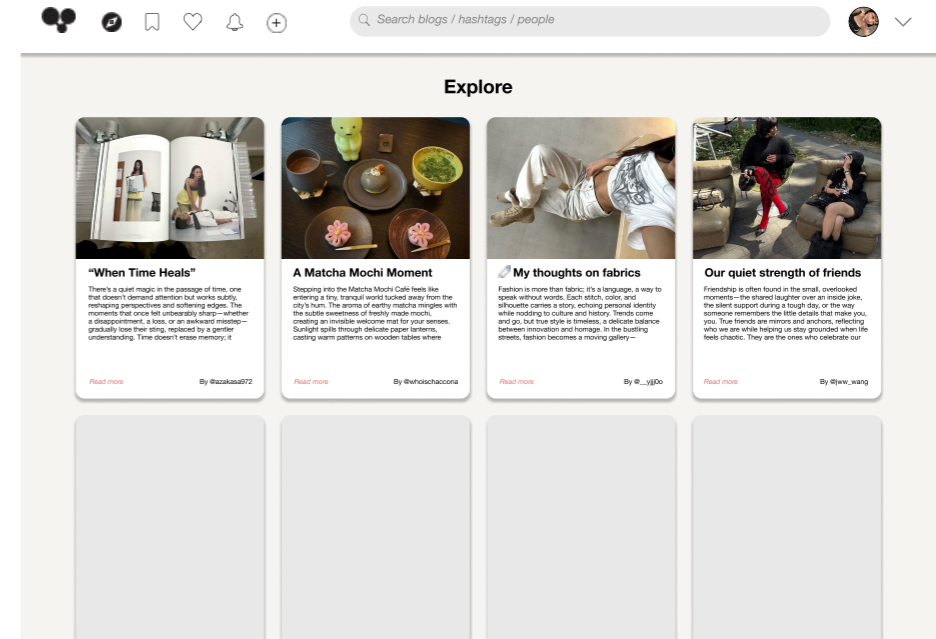 Search blogs / hashtags / people
Explore
“When Time Heals”
There’s a quiet magic in the passage of time, one
that doesn’t demand attention but works subtly,
reshaping perspectives and softening edges. The
moments that once felt unbearably sharp—whether
a disappointment, a loss, or an awkward misstep—
gradually lose their sting, replaced by a gentler
understanding. Time doesn’t erase memory; it
Read more
By @azakasa972
A Matcha Mochi Moment
Stepping into the Matcha Mochi Café feels like
entering a tiny, tranquil world tucked away from the
city’s hum. The aroma of earthy matcha mingles with
the subtle sweetness of freshly made mochi,
creating an invisible welcome mat for your senses.
Sunlight spills through delicate paper lanterns,
casting warm patterns on wooden tables where
Read more
By @whoischaccona
My thoughts on fabrics
Fashion is more than fabric; it’s a language, a way to
speak without words. Each stitch, color, and
silhouette carries a story, echoing personal identity
while nodding to culture and history. Trends come
and go, but true style is timeless, a delicate balance
between innovation and homage. In the bustling
streets, fashion becomes a moving gallery—
Read more
By @__yjjj0o
Our quiet strength of friends
Friendship is often found in the small, overlooked
moments—the shared laughter over an inside joke,
the silent support during a tough day, or the way
someone remembers the little details that make you,
you. True friends are mirrors and anchors, reflecting
who we are while helping us stay grounded when life
feels chaotic. They are the ones who celebrate our
Read more
By @jww_wang